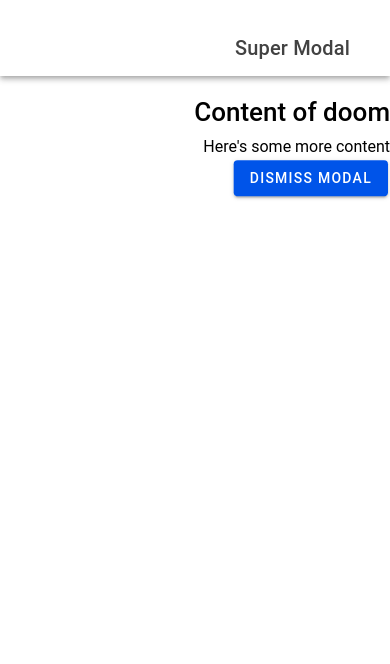 Super Modal
Content of doom
Here's some more content
DISMISS MODAL